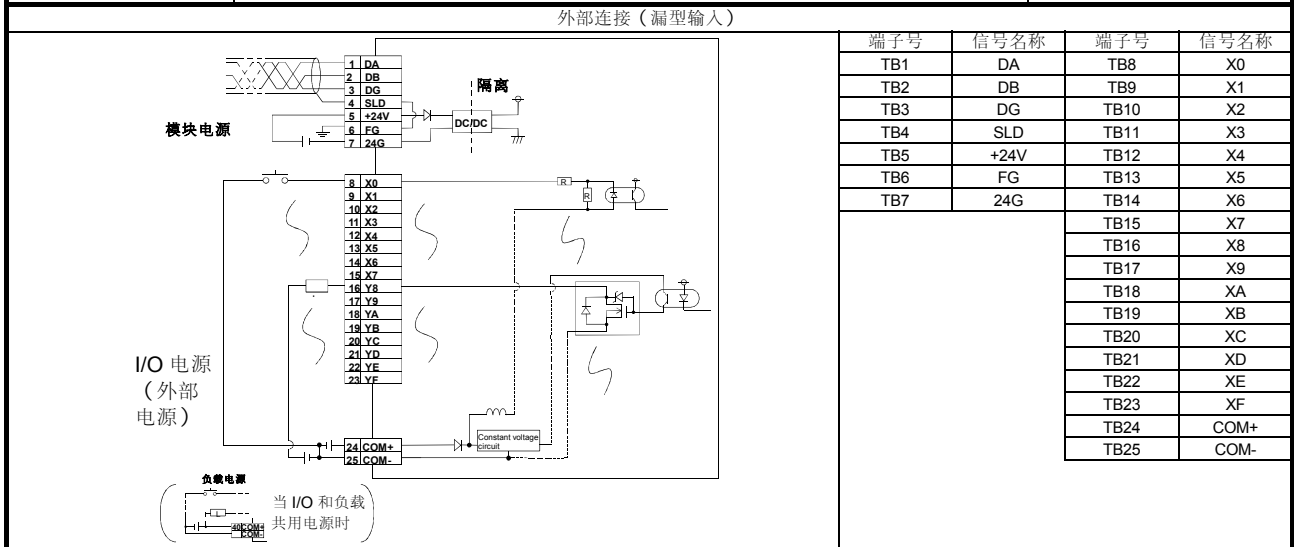 外部连接（漏型输入）
1 DA
2 DB
3 DG
4 SLD
5 +24V
6 FG
7 24G
隔离
DC/DC
模块电源
8 X0
9 X1
10 X2
11 X3
12 X4
13 X5
14 X6
15 X7
16 Y8
17 Y9
18 YA
19 YB
20 YC
21 YD
22 YE
23 YF
R
R
I/O 电源
（外部
电源）
Constant voltage
circuit
24 COM+
25 COM-
负载电源
L
40 COM+
COM-
当 I/O 和负载
共用电源时
端子号 信号名称 端子号 信号名称
TB1 DA TB8 X0
TB2 DB TB9 X1
TB3 DG TB10 X2
TB4 SLD TB11 X3
TB5 +24V TB12 X4
TB6 FG TB13 X5
TB7 24G TB14 X6
TB15 X7
TB16 X8
TB17 X9
TB18 XA
TB19 XB
TB20 XC
TB21 XD
TB22 XE
TB23 XF
TB24 COM+
TB25 COM-